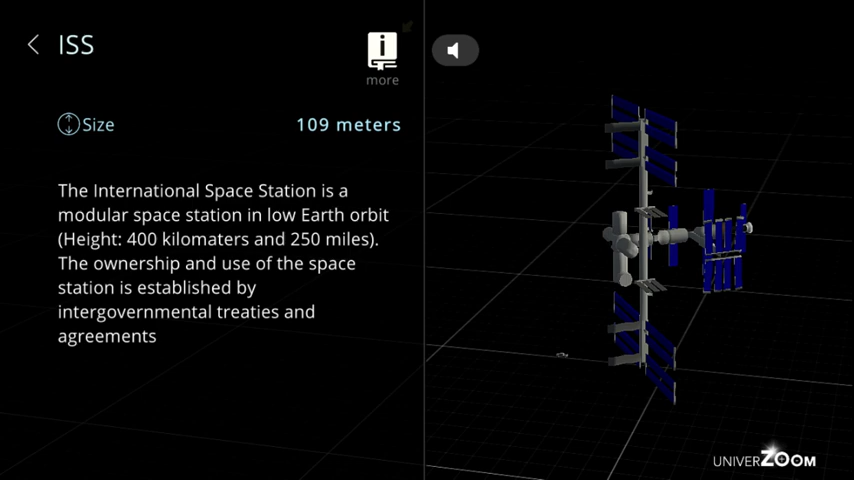 ISS
more
Size
109 meters
The International Space Station is a
modular space station in low Earth orbit
(Height: 400 kilomaters and 250 miles).
The ownership and use of the space
station is established by
intergovernmental treaties and
agreements
UNIVERZOOM